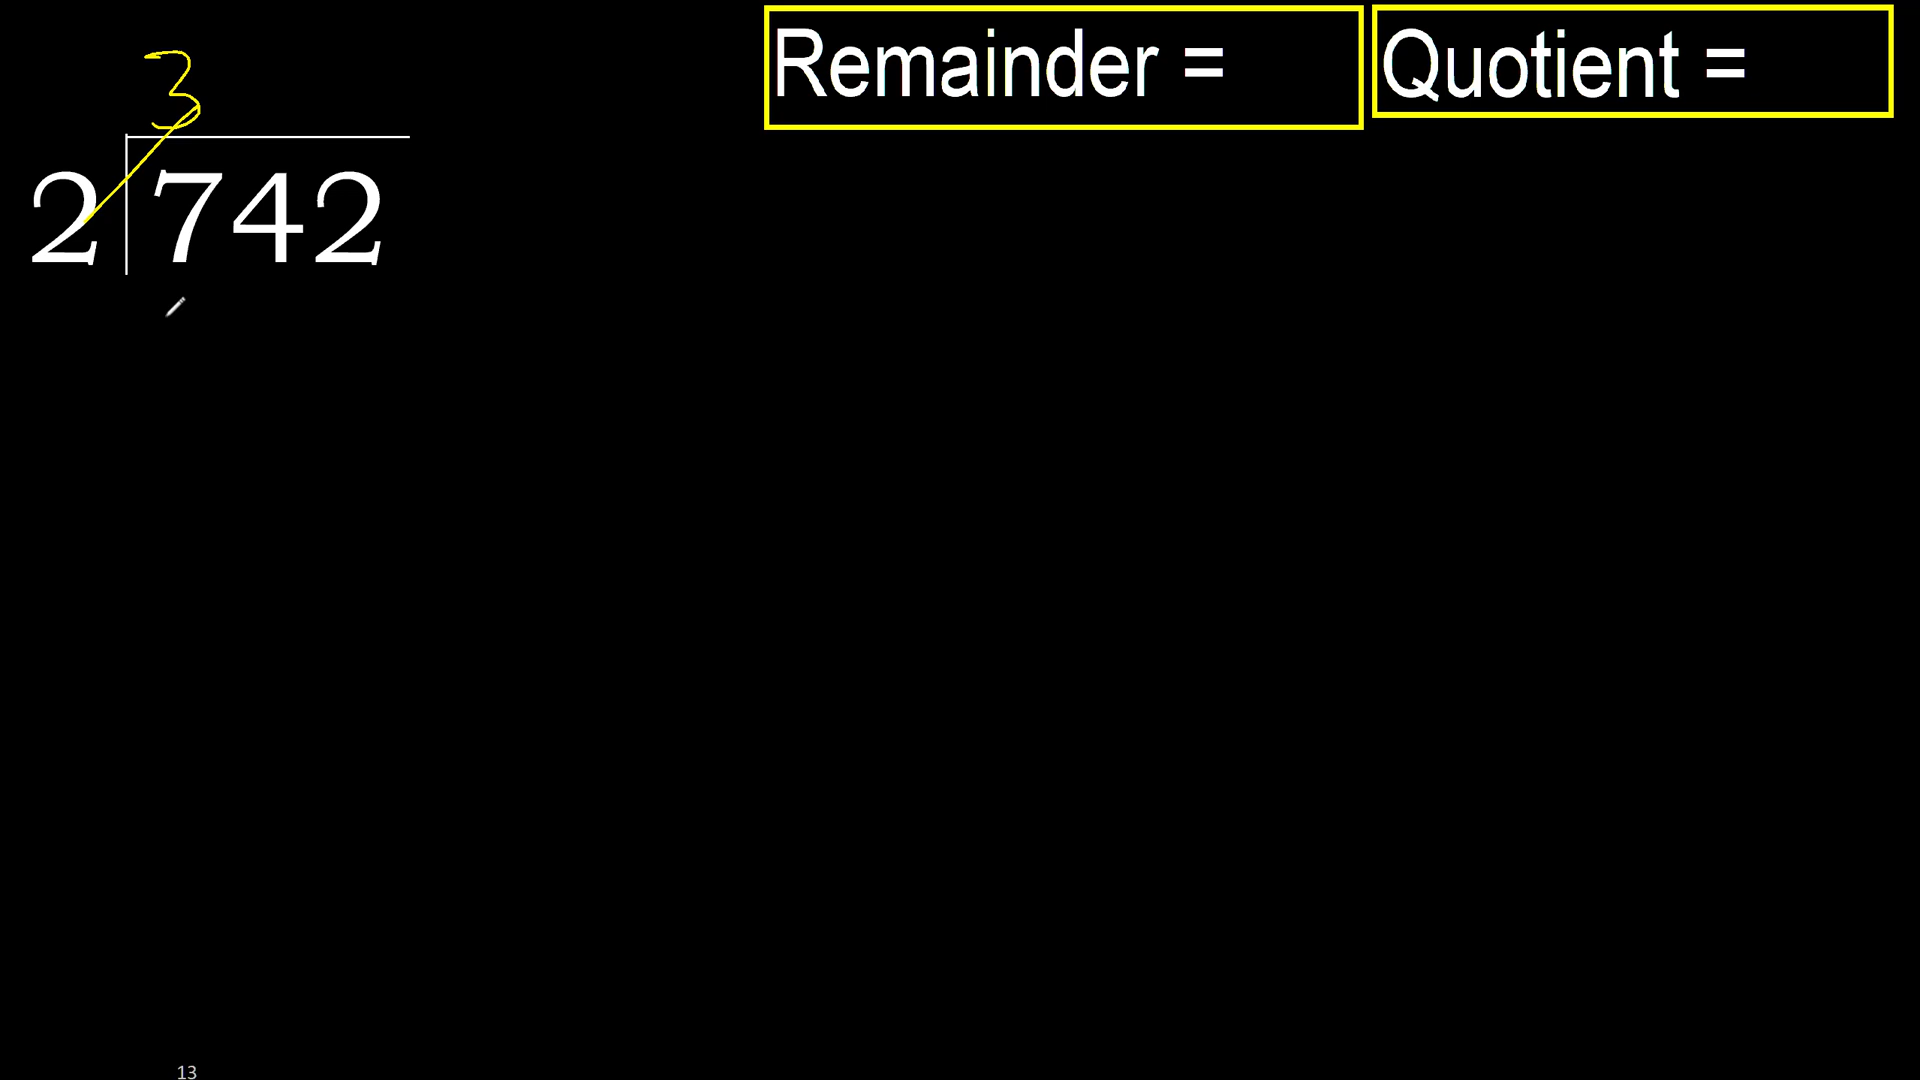 Remainder =
Quotient =
3
2 742
13